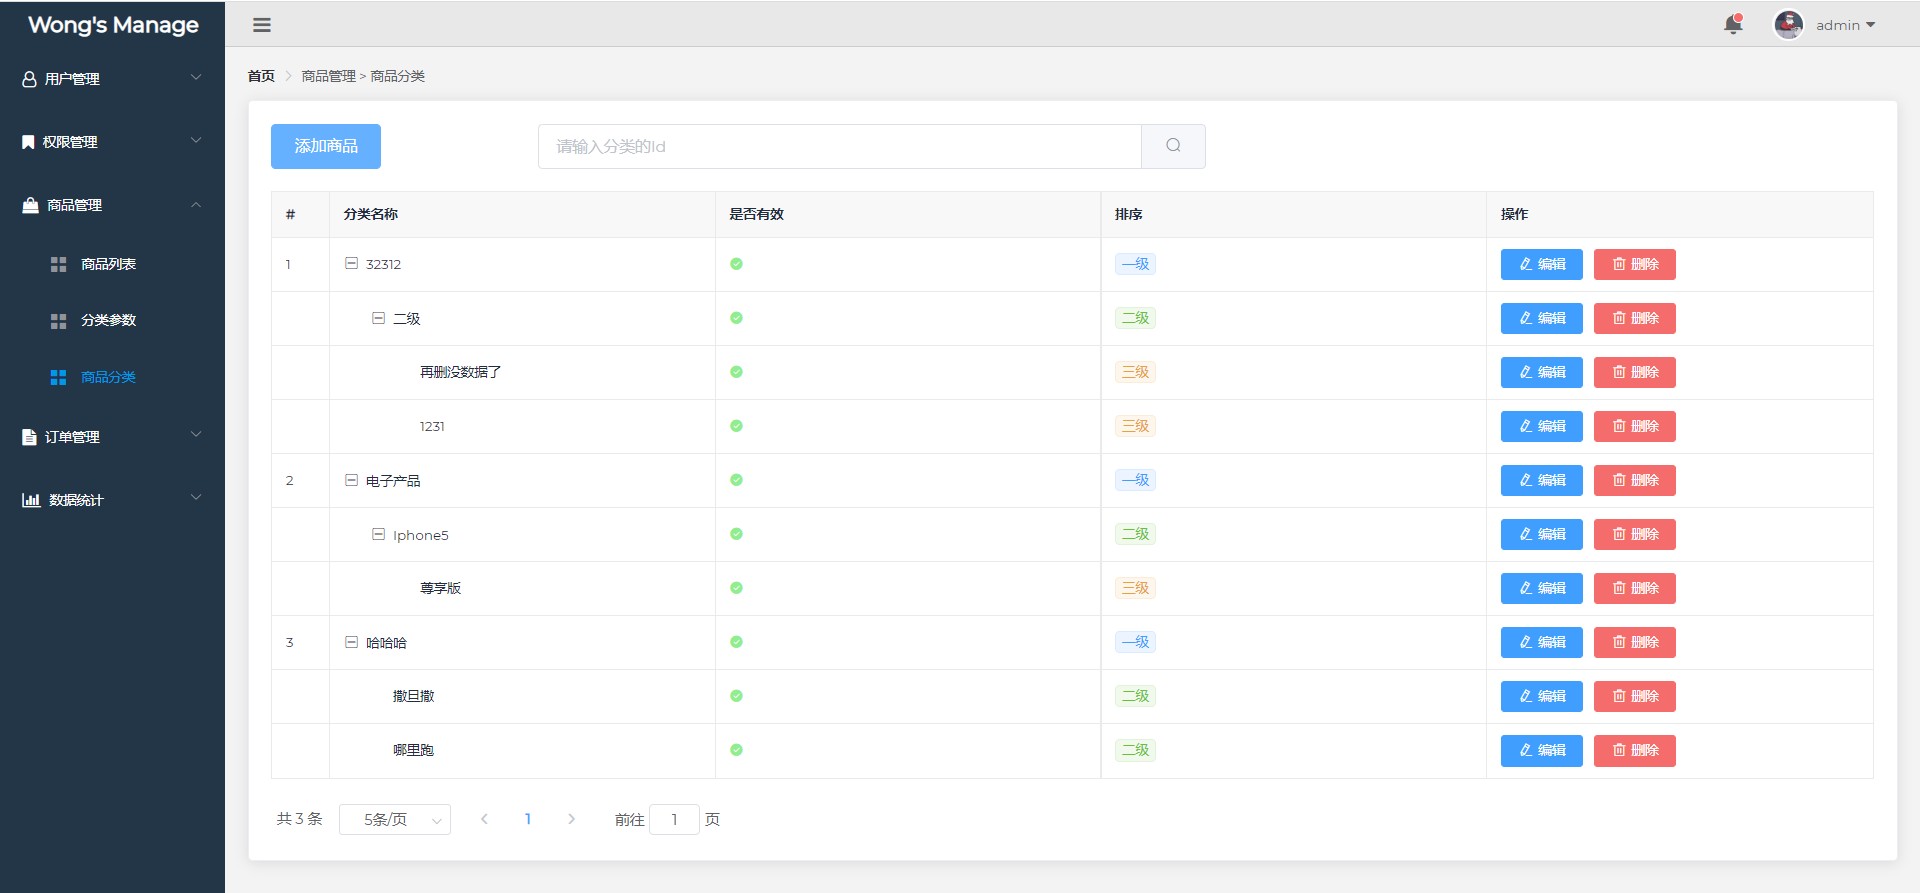 Wong's Manage
admin
用户管理
权限管理
商品管理
商品列表
分类参数
商品分类
订单管理
数据统计
首页 商品管理 > 商品分类
添加商品 请输入分类的Id
# 分类名称 是否有效 排序 操作
1 32312 一级 编辑 删除
二级 二级 编辑 删除
再删没数据了 三级 编辑 删除
1231 三级 编辑 删除
2 电子产品 一级 编辑 删除
Iphone5 二级 编辑 删除
尊享版 三级 编辑 删除
3 哈哈哈 一级 编辑 删除
撒旦撒 二级 编辑 删除
哪里跑 二级 编辑 删除
共 3 条 5条/页 1 前往 1 页